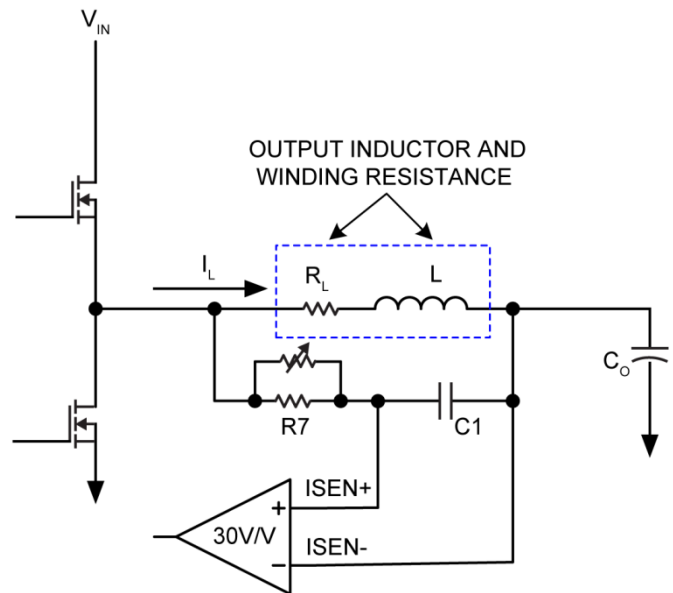 V_IN
OUTPUT INDUCTOR AND
WINDING RESISTANCE
I_L
R_L
L
C_O
R7
C1
ISEN+
+
30V/V
ISEN-
−